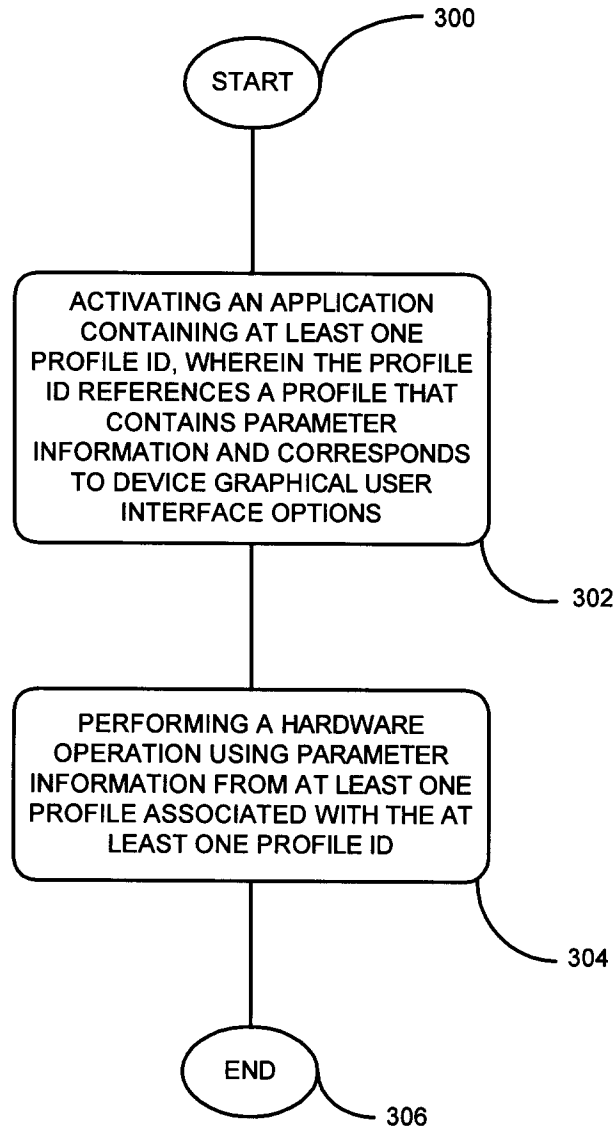 300
START
ACTIVATING AN APPLICATION
CONTAINING AT LEAST ONE
PROFILE ID, WHEREIN THE PROFILE
ID REFERENCES A PROFILE THAT
CONTAINS PARAMETER
INFORMATION AND CORRESPONDS
TO DEVICE GRAPHICAL USER
INTERFACE OPTIONS
302
PERFORMING A HARDWARE
OPERATION USING PARAMETER
INFORMATION FROM AT LEAST ONE
PROFILE ASSOCIATED WITH THE AT
LEAST ONE PROFILE ID
304
END
306